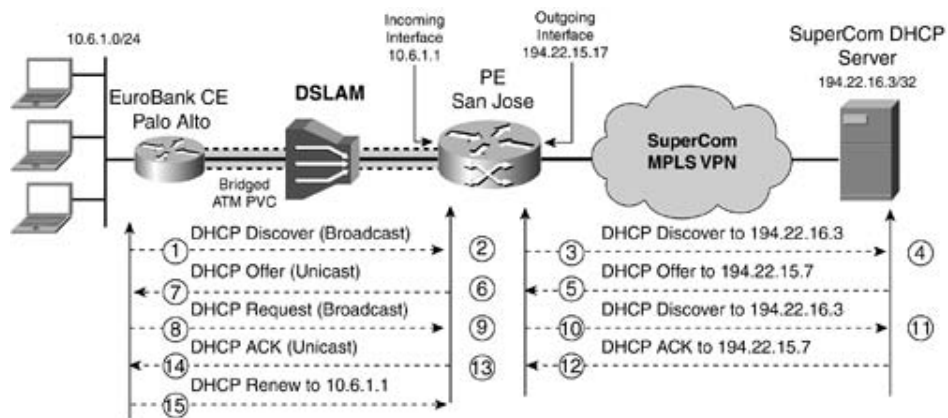 10.6.1.0/24
Incoming
Interface
10.6.1.1
Outgoing
Interface
194.22.15.17
SuperCom DHCP
Server
194.22.16.3/32
EuroBank CE
Palo Alto
DSLAM
PE
San Jose
Bridged
ATM PVC
SuperCom
MPLS VPN
1 DHCP Discover (Broadcast) 2 3 DHCP Discover to 194.22.16.3 4
7 DHCP Offer (Unicast) 6 5 DHCP Offer to 194.22.15.7
8 DHCP Request (Broadcast) 9 10 DHCP Discover to 194.22.16.3 11
14 DHCP ACK (Unicast) 13 12 DHCP ACK to 194.22.15.7
15 DHCP Renew to 10.6.1.1